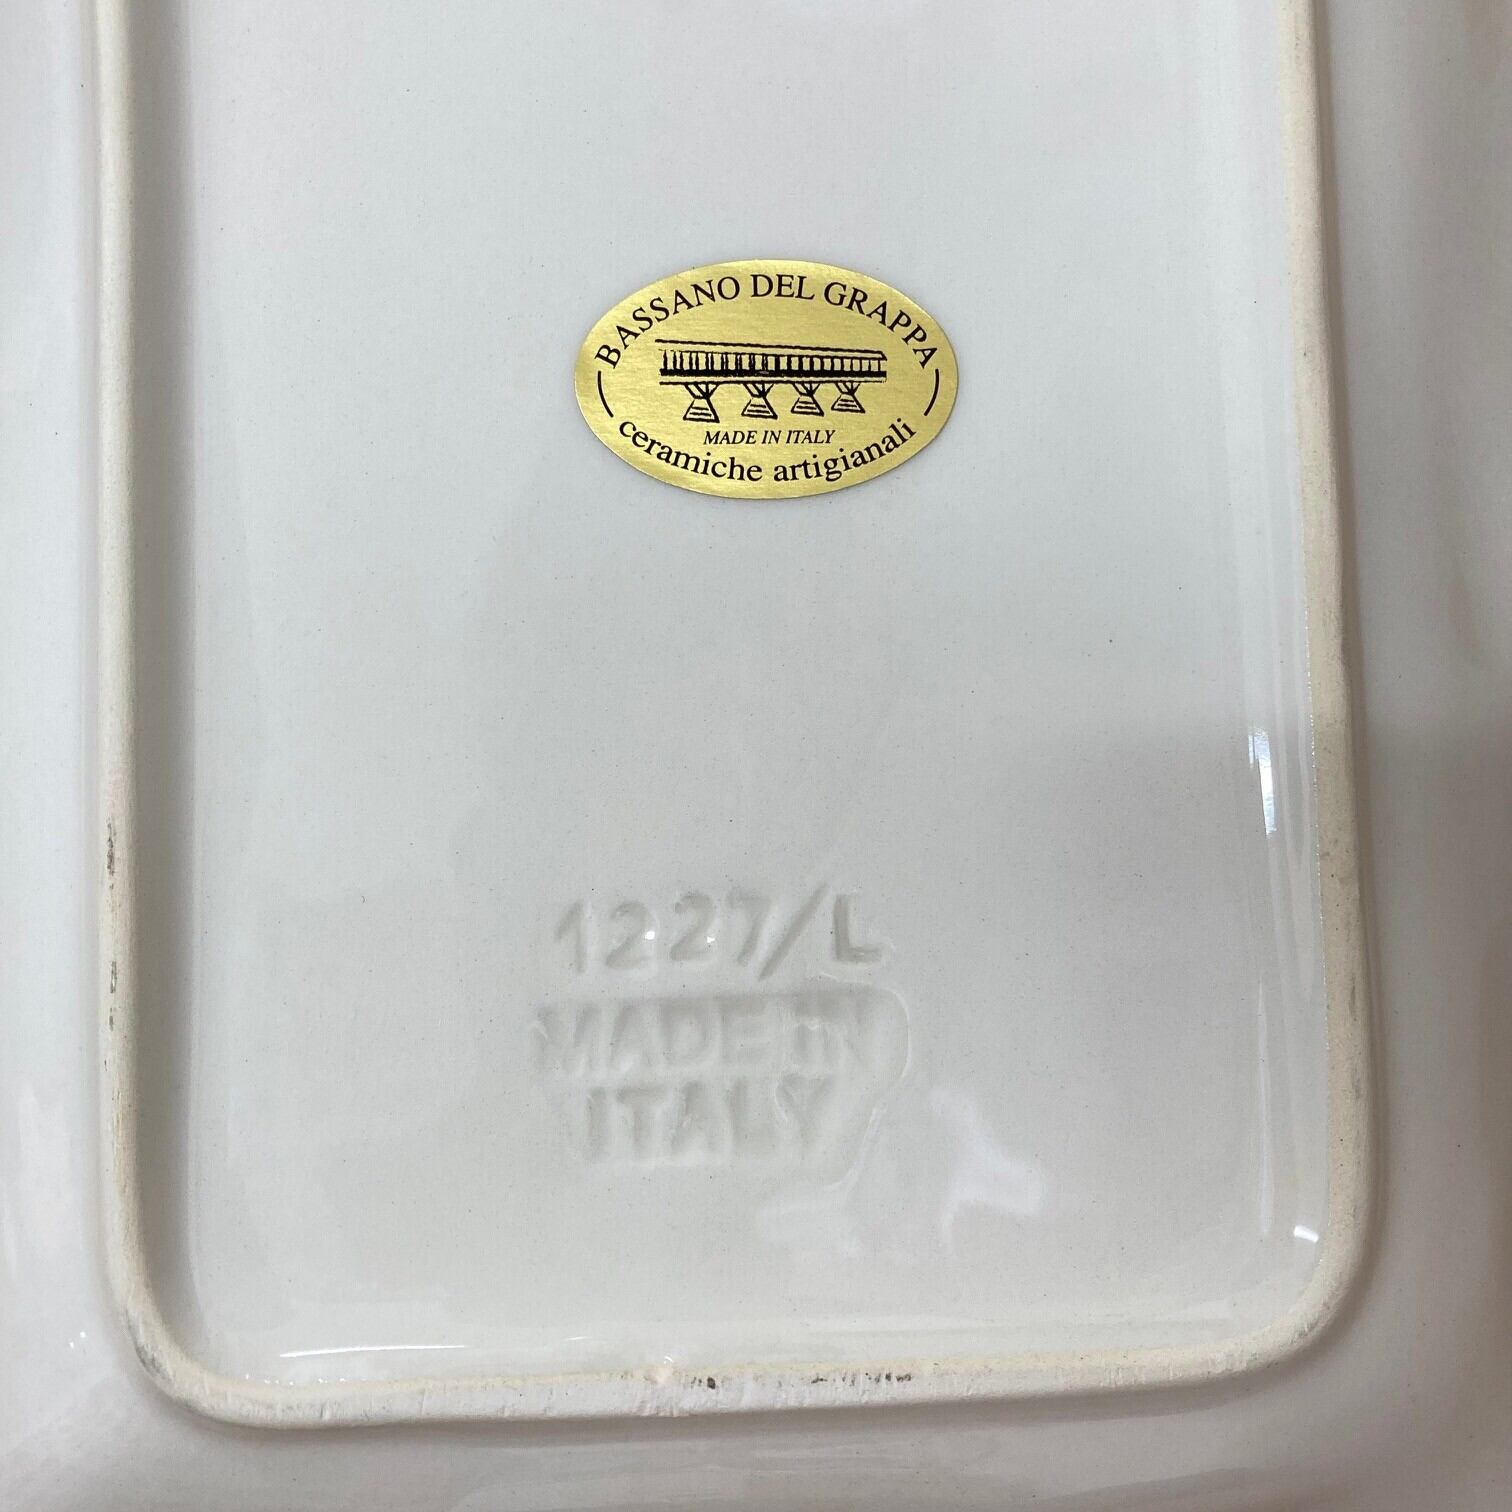 BASSANO DEL GRAPPA
MADE IN ITALY
ceramiche artigianali
1227/L
MADE IN
ITALY